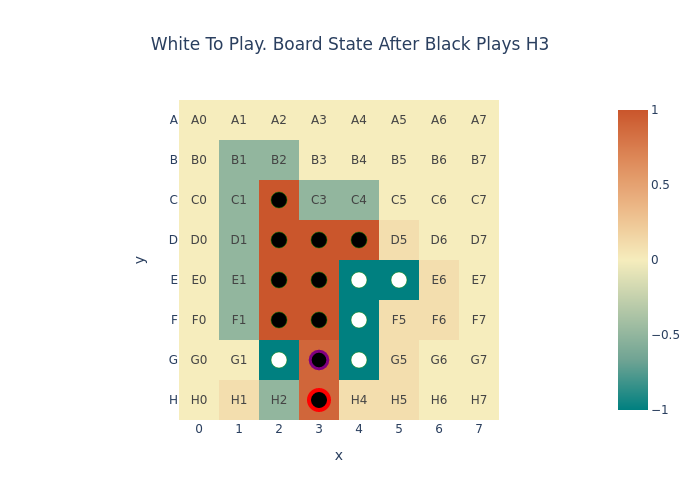 White To Play. Board State After Black Plays H3
A A0 A1 A2 A3 A4 A5 A6 A7
B B0 B1 B2 B3 B4 B5 B6 B7
C C0 C1 C3 C4 C5 C6 C7
D D0 D1 D5 D6 D7
E E0 E1 E6 E7
F F0 F1 F5 F6 F7
G G0 G1 G5 G6 G7
H H0 H1 H2 H4 H5 H6 H7
0 1 2 3 4 5 6 7
x
y
1
0.5
0
−0.5
−1